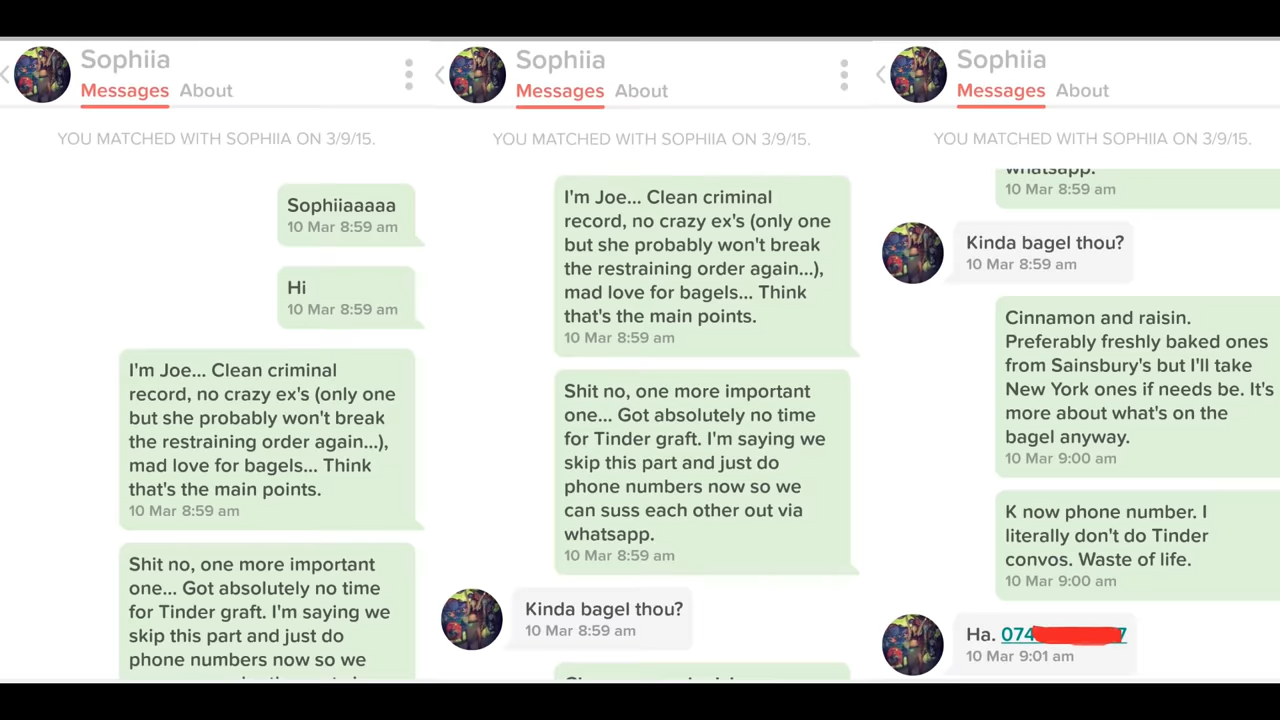 Sophiia
Messages About
YOU MATCHED WITH SOPHIIA ON 3/9/15.
Sophiiaaaaa
10 Mar 8:59 am
Hi
10 Mar 8:59 am
I'm Joe... Clean criminal
record, no crazy ex's (only one
but she probably won't break
the restraining order again...),
mad love for bagels... Think
that's the main points.
10 Mar 8:59 am
Shit no, one more important
one... Got absolutely no time
for Tinder graft. I'm saying we
skip this part and just do
phone numbers now so we
Sophiia
Messages About
YOU MATCHED WITH SOPHIIA ON 3/9/15.
I'm Joe... Clean criminal
record, no crazy ex's (only one
but she probably won't break
the restraining order again...),
mad love for bagels... Think
that's the main points.
10 Mar 8:59 am
Shit no, one more important
one... Got absolutely no time
for Tinder graft. I'm saying we
skip this part and just do
phone numbers now so we
can suss each other out via
whatsapp.
10 Mar 8:59 am
Kinda bagel thou?
10 Mar 8:59 am
Sophiia
Messages About
YOU MATCHED WITH SOPHIIA ON 3/9/15.
whatsapp.
10 Mar 8:59 am
Kinda bagel thou?
10 Mar 8:59 am
Cinnamon and raisin.
Preferably freshly baked ones
from Sainsbury's but I'll take
New York ones if needs be. It's
more about what's on the
bagel anyway.
10 Mar 9:00 am
K now phone number. I
literally don't do Tinder
convos. Waste of life.
10 Mar 9:00 am
Ha. 074 7
10 Mar 9:01 am